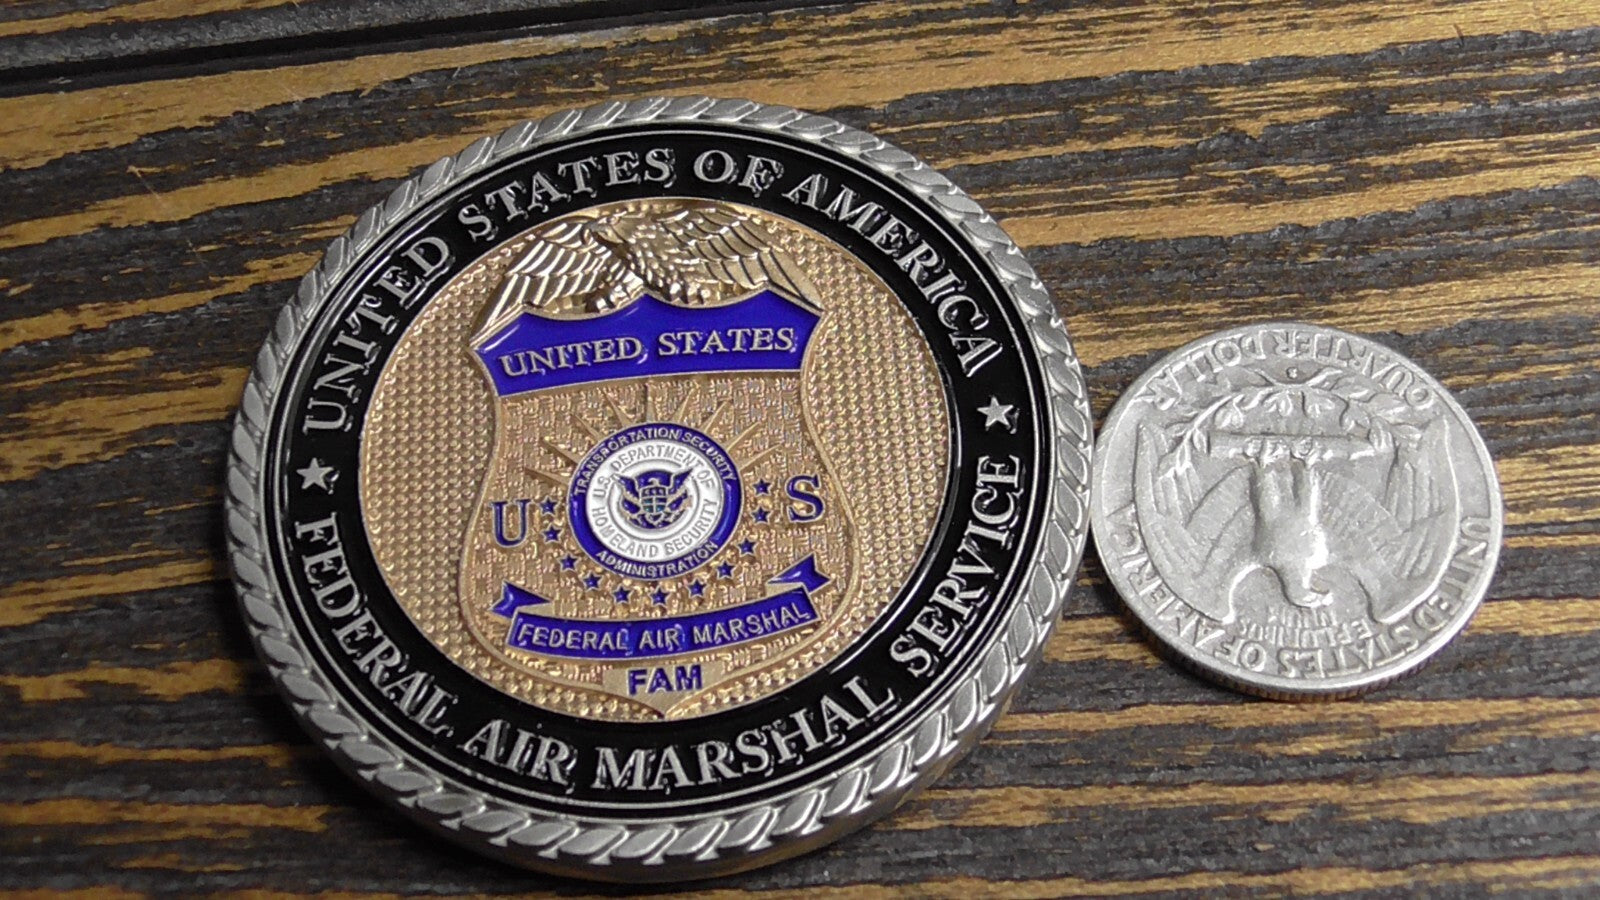 UNITED STATES OF AMERICA
FEDERAL AIR MARSHAL SERVICE
UNITED STATES
U S
TRANSPORTATION SECURITY
ADMINISTRATION
U.S. DEPARTMENT OF
HOMELAND SECURITY
FEDERAL AIR MARSHAL
FAM
UNITED STATES OF AMERICA
E PLURIBUS
UNUM
QUARTER DOLLAR